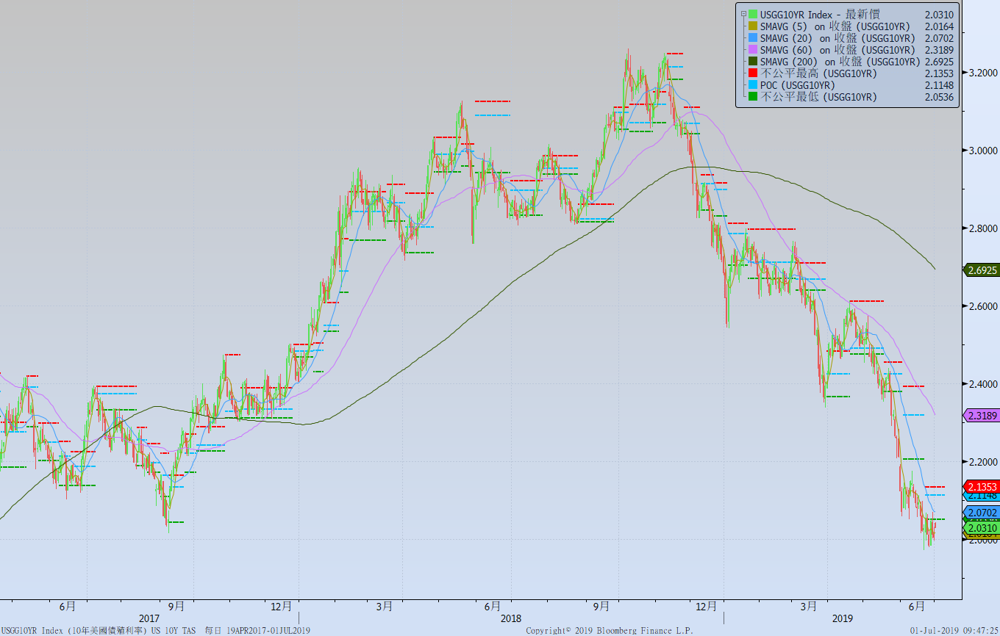 USGG10YR Index - 最新價 2.0310
SMAVG (5) on 收盤 (USGG10YR) 2.0164
SMAVG (20) on 收盤 (USGG10YR) 2.0702
SMAVG (60) on 收盤 (USGG10YR) 2.3189
SMAVG (200) on 收盤 (USGG10YR) 2.6925
不公平最高 (USGG10YR) 2.1353
POC (USGG10YR) 2.1148
不公平最低 (USGG10YR) 2.0536
3.2000
3.0000
2.8000
2.6925
2.6000
2.4000
2.3189
2.2000
2.1353
2.1148
2.0702
2.0310
2.0000
6月 9月 12月 3月 6月 9月 12月 3月 6月
2017 2018 2019
USGG10YR Index (10年美國債殖利率) US 10Y TAS 每日 19APR2017-01JUL2019 Copyright© 2019 Bloomberg Finance L.P. 01-Jul-2019 09:47:25